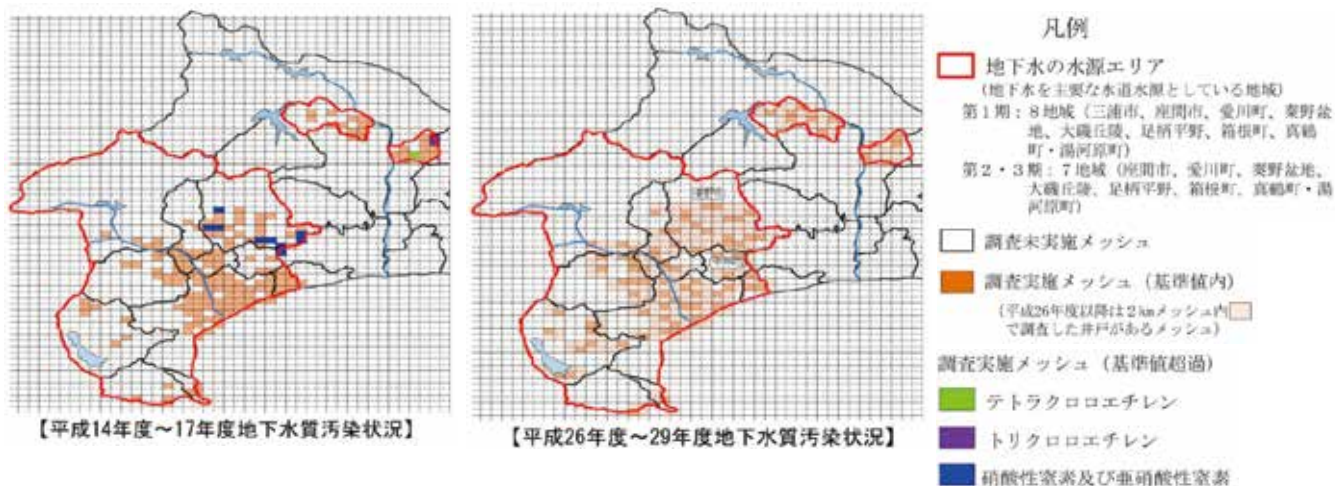 【平成14年度～17年度地下水質汚染状況】
【平成26年度～29年度地下水質汚染状況】
凡例
地下水の水源エリア
(地下水を主要な水道水源としている地域)
第1期：8地域（三浦市、座間市、愛川町、秦野盆
地、大磯丘陵、足柄平野、箱根町、真鶴
町・湯河原町）
第2・3期：7地域（座間市、愛川町、秦野盆地、
大磯丘陵、足柄平野、箱根町、真鶴町・湯
河原町）
調査未実施メッシュ
調査実施メッシュ（基準値内）
（平成26年度以降は2kmメッシュ内
で調査した井戸があるメッシュ）
調査実施メッシュ（基準値超過）
テトラクロロエチレン
トリクロロエチレン
硝酸性窒素及び亜硝酸性窒素